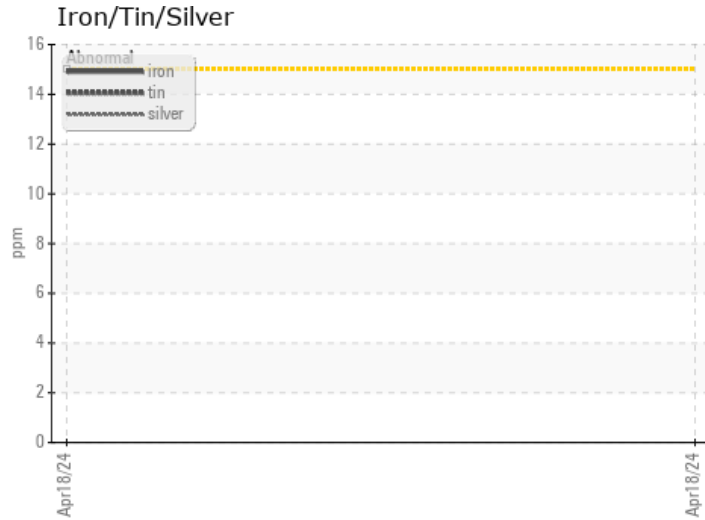 Iron/Tin/Silver
16
Abnormal
iron
14
tin
silver
12
10
ppm
8
6
4
2
0
Apr18/24
Apr18/24